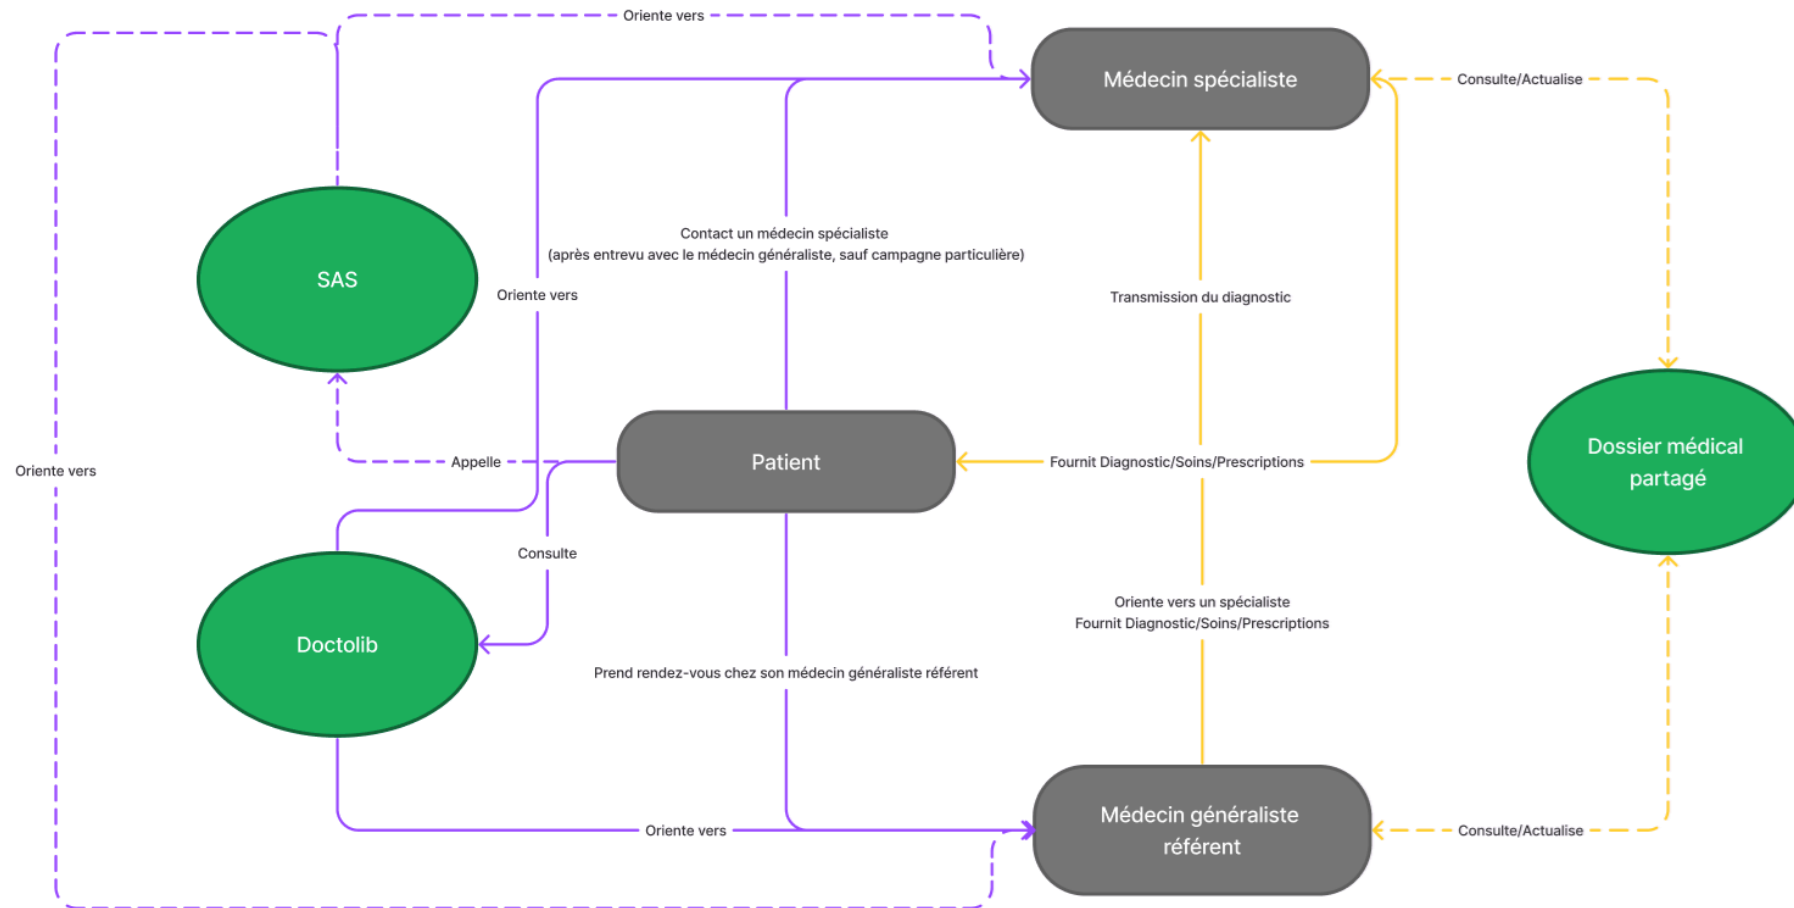 Oriente vers
Médecin spécialiste
Consulte/Actualise
Contact un médecin spécialiste
(après entrevu avec le médecin généraliste, sauf campagne particulière)
SAS
Oriente vers
Transmission du diagnostic
Oriente vers
Appelle
Patient
Fournit Diagnostic/Soins/Prescriptions
Dossier médical
partagé
Consulte
Oriente vers un spécialiste
Fournit Diagnostic/Soins/Prescriptions
Doctolib
Prend rendez-vous chez son médecin généraliste référent
Oriente vers
Médecin généraliste
référent
Consulte/Actualise